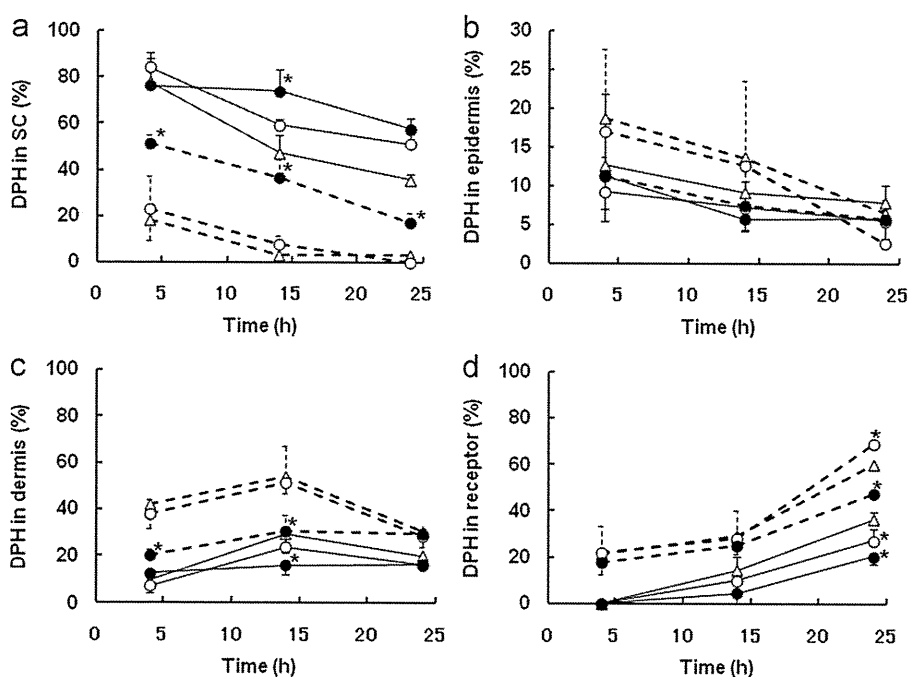 a
DPH in SC (%)
100
80
60
40
20
0
*
*
*
*
0 5 10 15 20 25
Time (h)
b
DPH in epidermis (%)
30
25
20
15
10
5
0
0 5 10 15 20 25
Time (h)
c
DPH in dermis (%)
100
80
60
40
20
0
*
*
*
0 5 10 15 20 25
Time (h)
d
DPH in receptor (%)
100
80
60
40
20
0
*
*
*
*
0 5 10 15 20 25
Time (h)